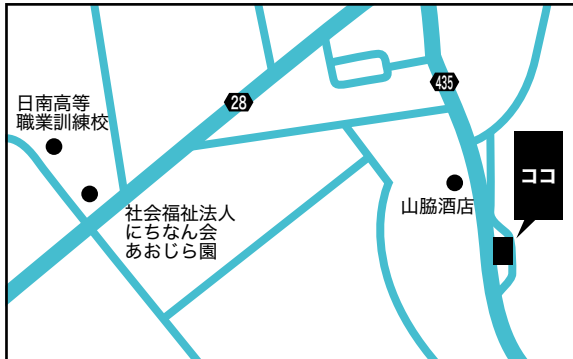 435
28
日南高等
職業訓練校
ココ
山脇酒店
社会福祉法人
にちなん会
あおじら園